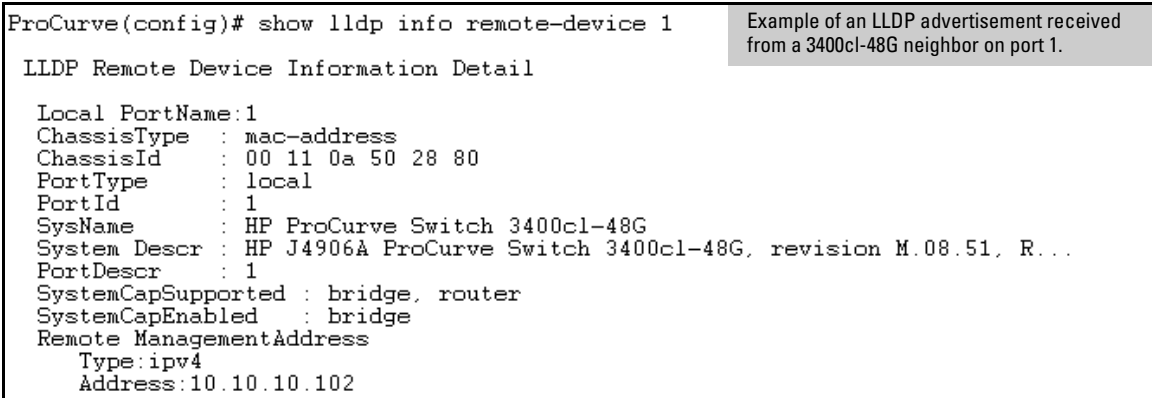 ProCurve(config)# show lldp info remote-device 1
Example of an LLDP advertisement received
from a 3400cl-48G neighbor on port 1.
LLDP Remote Device Information Detail
Local PortName:1
ChassisType : mac-address
ChassisId : 00 11 0a 50 28 80
PortType : local
PortId : 1
SysName : HP ProCurve Switch 3400cl-48G
System Descr : HP J4906A ProCurve Switch 3400cl-48G, revision M.08.51, R...
PortDescr : 1
SystemCapSupported : bridge, router
SystemCapEnabled : bridge
Remote ManagementAddress
Type:ipv4
Address:10.10.10.102